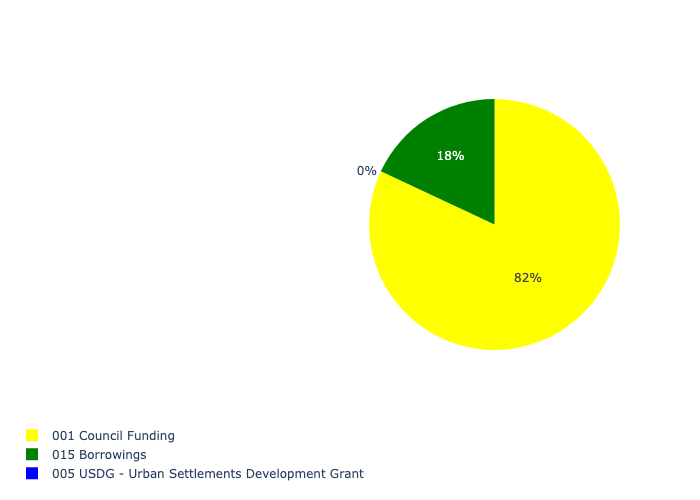 18%
0%
82%
001 Council Funding
015 Borrowings
005 USDG - Urban Settlements Development Grant